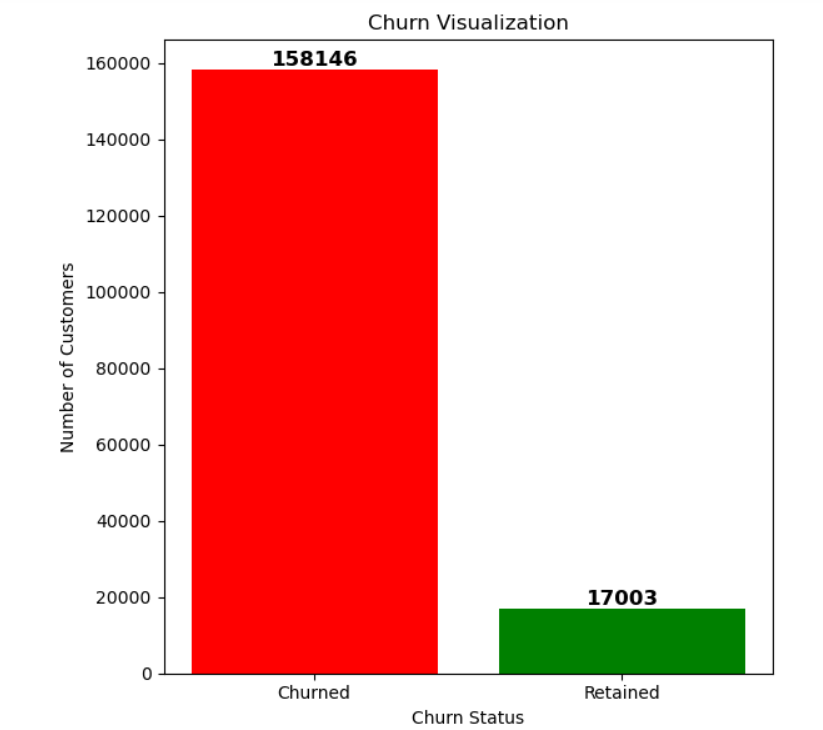 Churn Visualization
158146
17003
160000
140000
120000
100000
80000
60000
40000
20000
0
Number of Customers
Churned
Retained
Churn Status